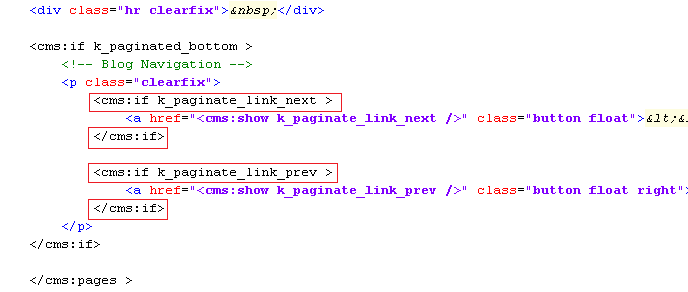 <div class="hr clearfix">&nbsp;</div>
<cms:if k_paginated_bottom >
<!-- Blog Navigation -->
<p class="clearfix">
<cms:if k_paginate_link_next >
<a href="<cms:show k_paginate_link_next />" class="button float">&lt;&
</cms:if>
<cms:if k_paginate_link_prev >
<a href="<cms:show k_paginate_link_prev />" class="button float right">
</cms:if>
</p>
</cms:if>
</cms:pages >